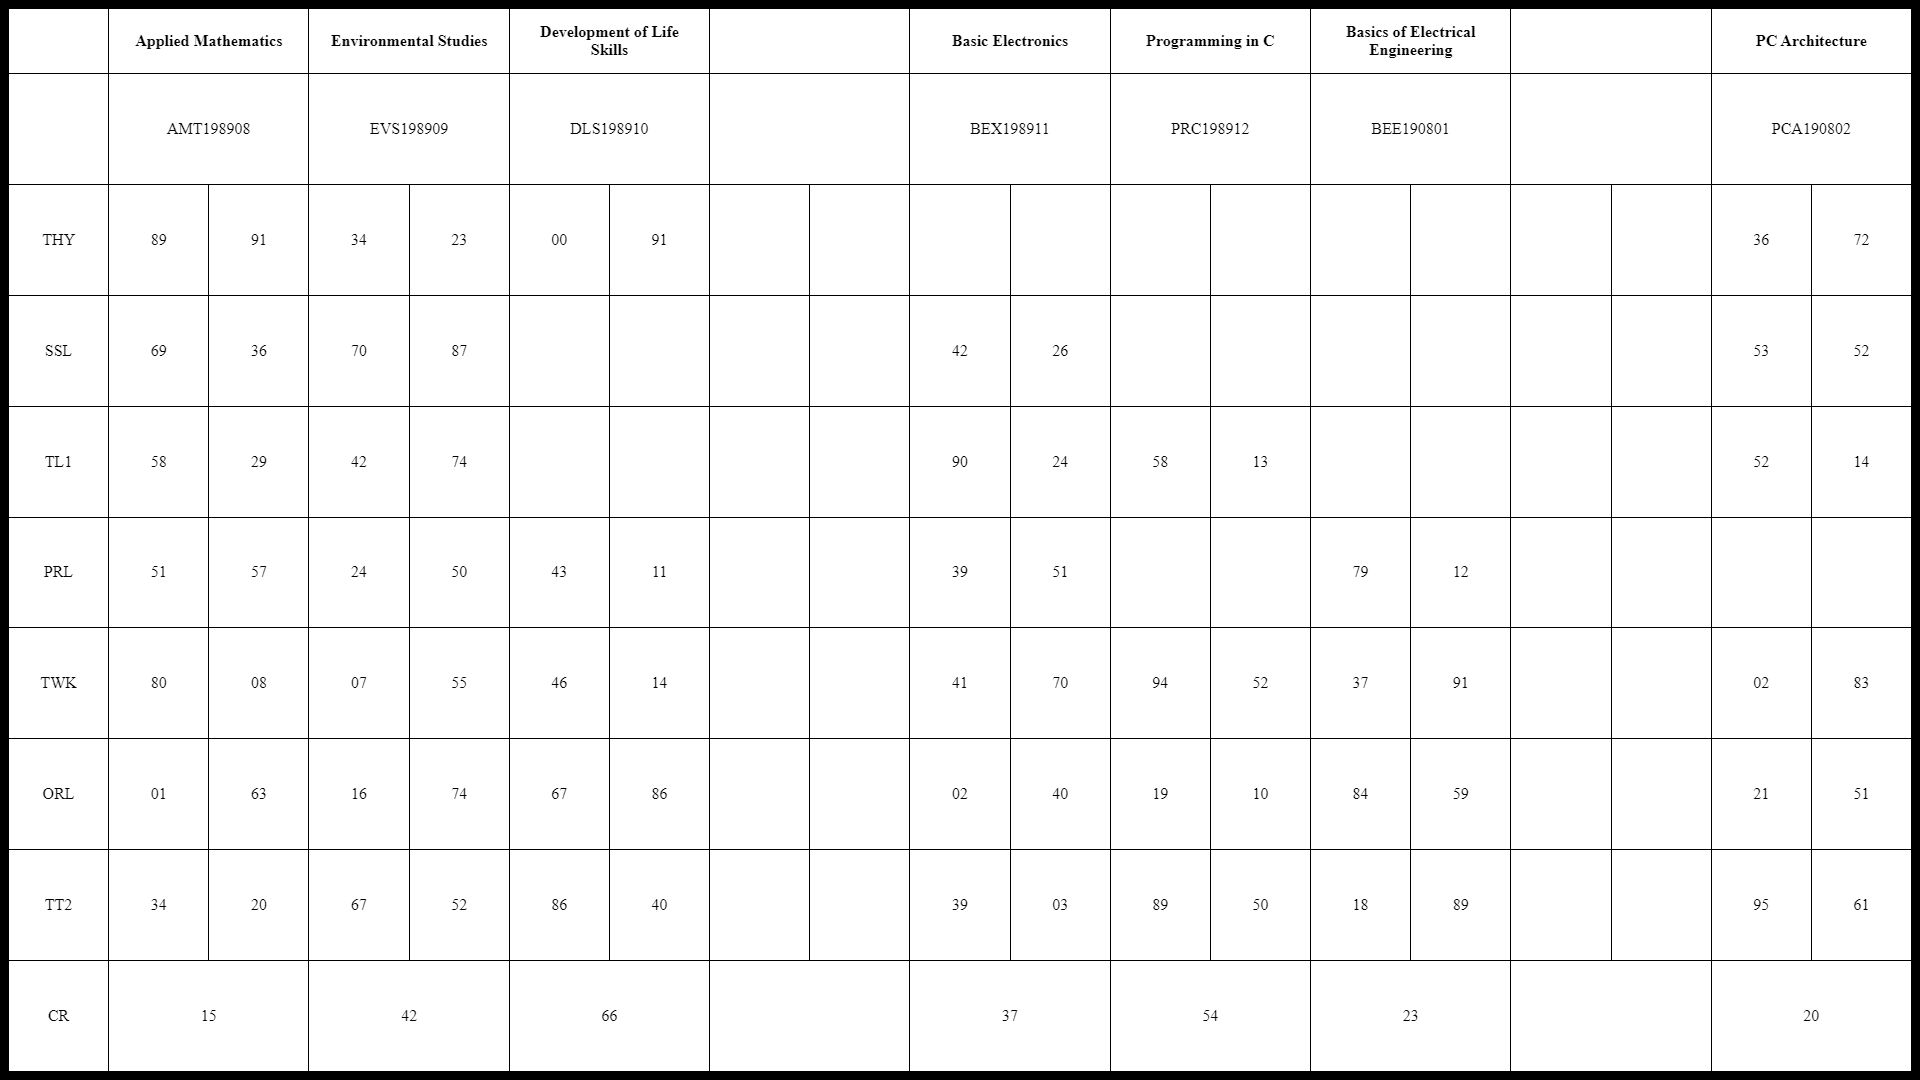 Applied Mathematics Environmental Studies Development of Life Skills Basic Electronics Programming in C Basics of Electrical Engineering PC Architecture
AMT198908 EVS198909 DLS198910 BEX198911 PRC198912 BEE190801 PCA190802
THY 89 91 34 23 00 91 36 72
SSL 69 36 70 87 42 26 53 52
TL1 58 29 42 74 90 24 58 13 52 14
PRL 51 57 24 50 43 11 39 51 79 12
TWK 80 08 07 55 46 14 41 70 94 52 37 91 02 83
ORL 01 63 16 74 67 86 02 40 19 10 84 59 21 51
TT2 34 20 67 52 86 40 39 03 89 50 18 89 95 61
CR 15 42 66 37 54 23 20